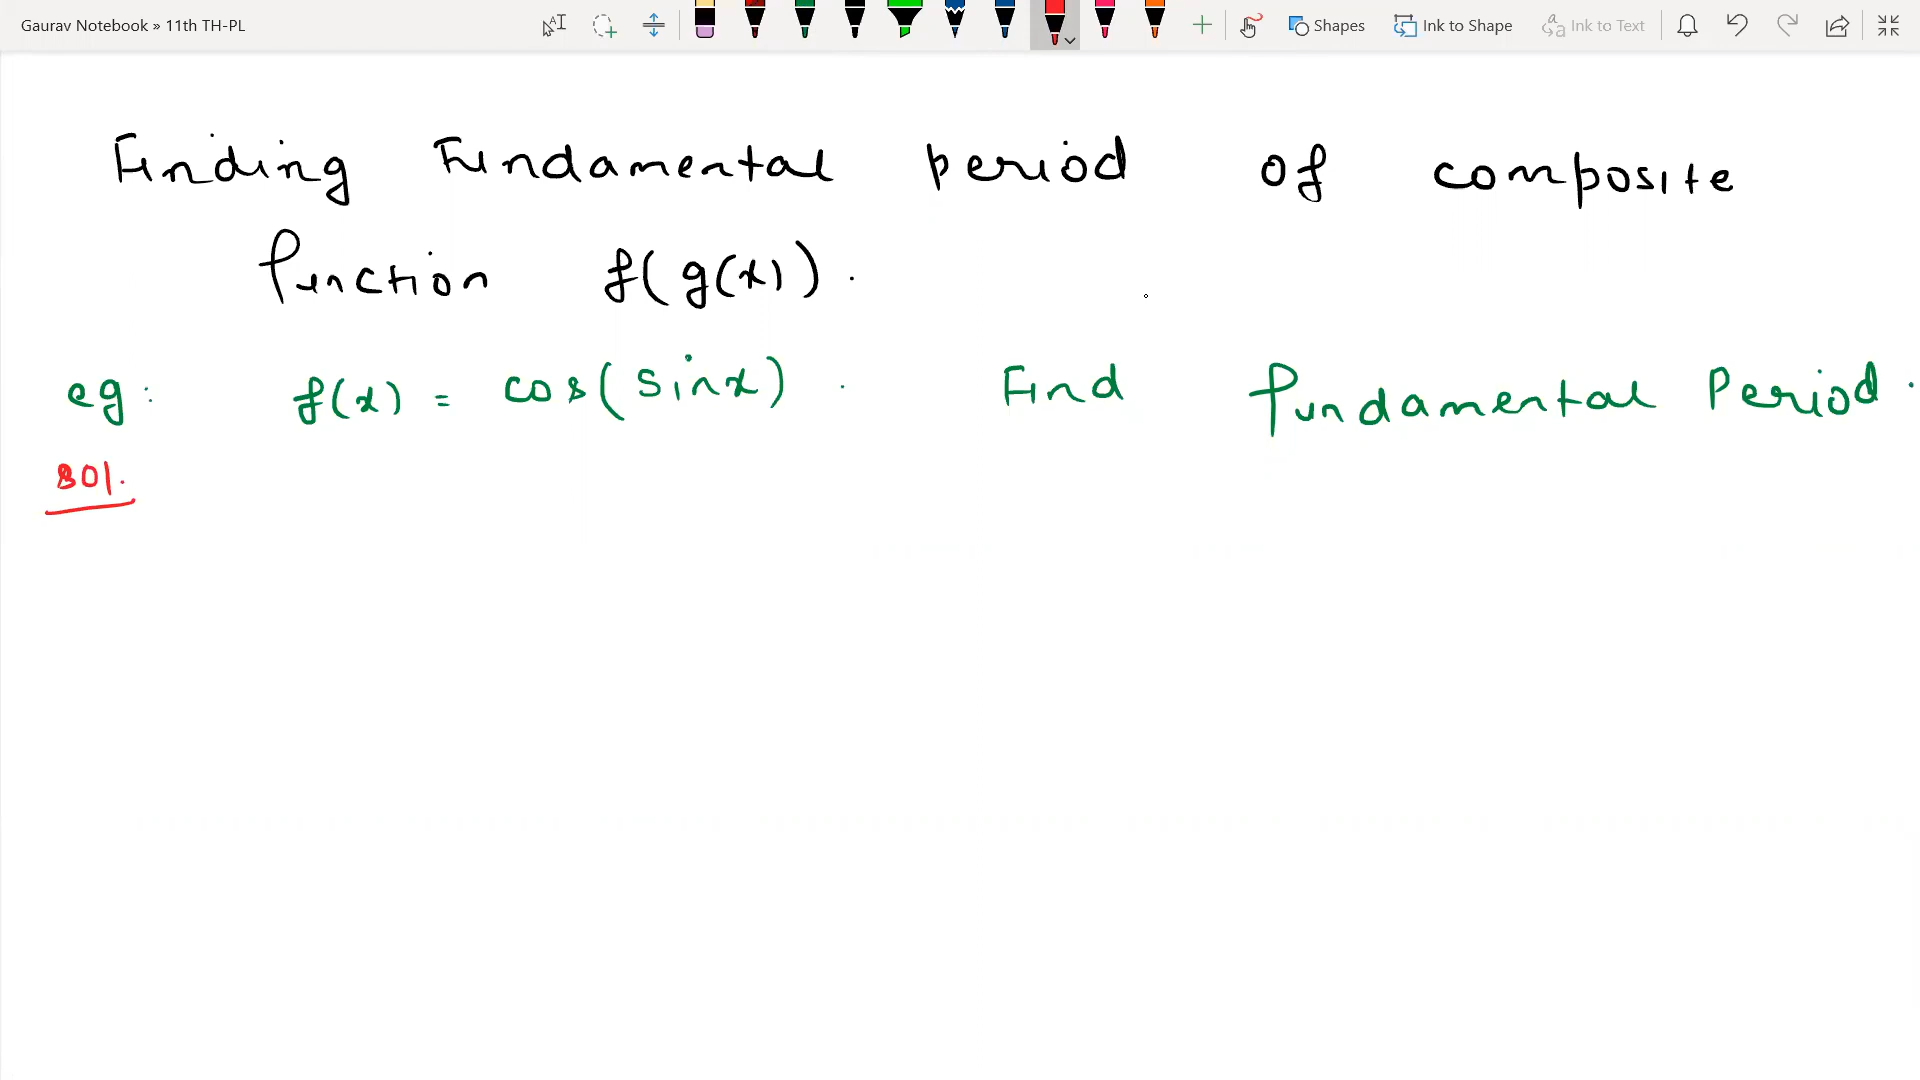 Gaurav Notebook » 11th TH-PL
Shapes
Ink to Shape
Ink to Text
Finding Fundamental period of composite
function f(g(x)).
eg: f(x) = cos(sinx). Find fundamental Period.
sol.